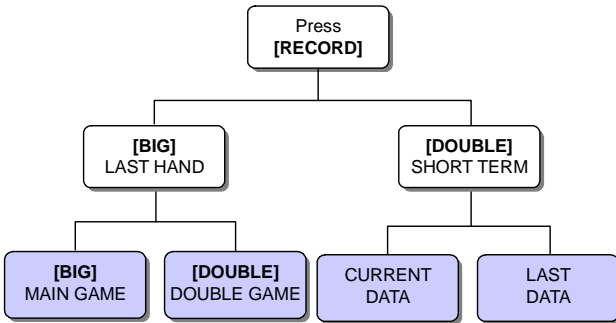 Press
[RECORD]
[BIG]
LAST HAND
[DOUBLE]
SHORT TERM
[BIG]
MAIN GAME
[DOUBLE]
DOUBLE GAME
CURRENT
DATA
LAST
DATA